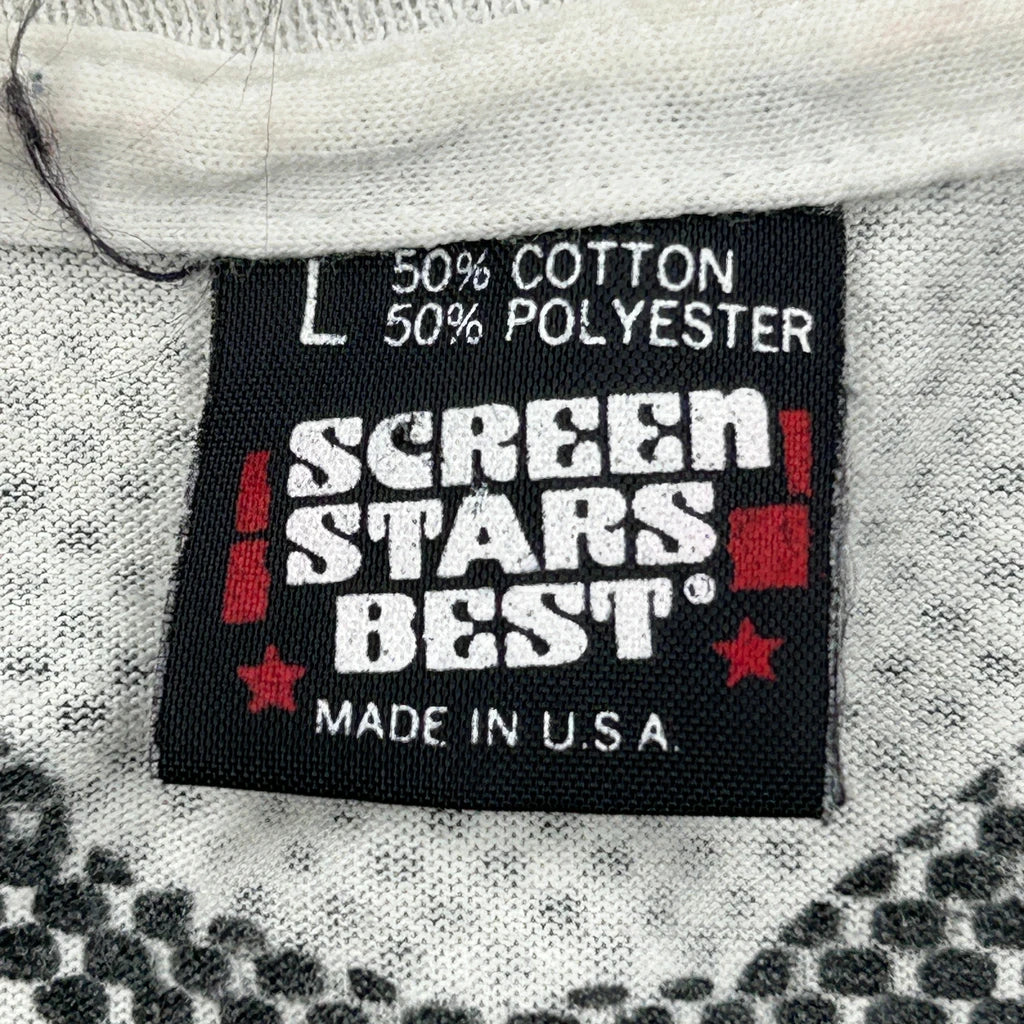 L 50% COTTON
50% POLYESTER
SCREEN
STARS
BEST®
MADE IN U.S.A.